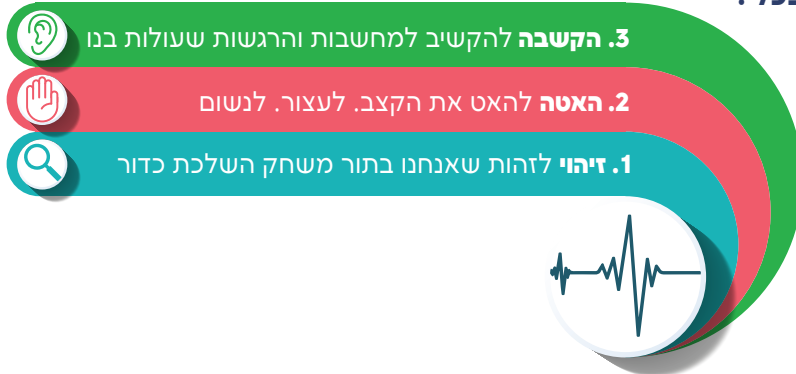 3. הקשבה להקשיב למחשבות והרגשות שעולות בנו
2. האטה להאט את הקצב. לעצור. לנשום
1. זיהוי לזהות שאנחנו בתור משחק השלכת כדור